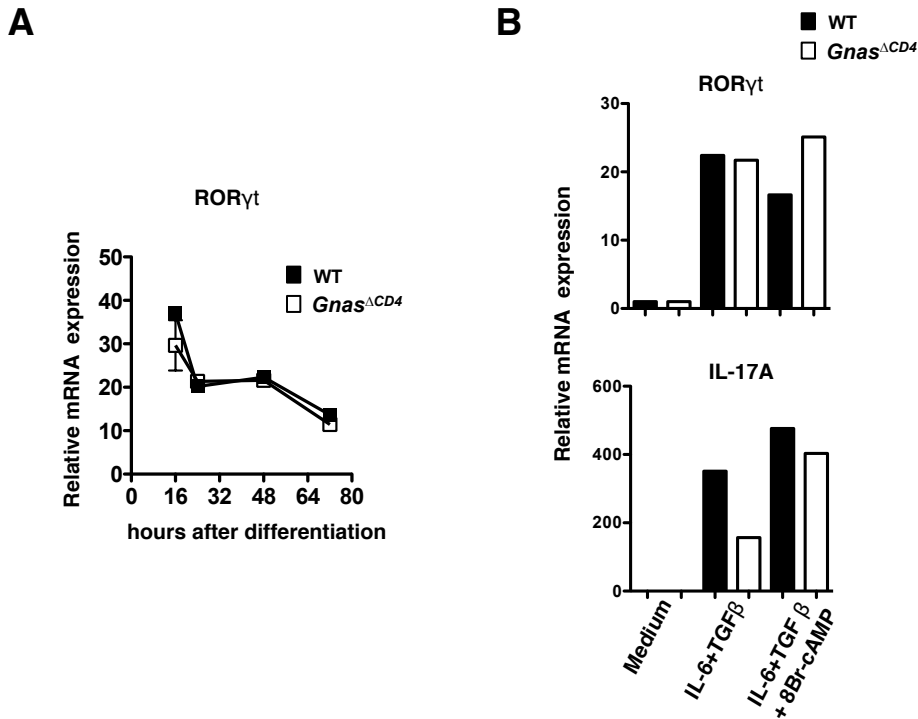 A
RORγt
Relative mRNA expression
50
40
30
20
10
0
0 16 32 48 64 80
hours after differentiation
WT
Gnas^ΔCD4
B
WT
Gnas^ΔCD4
RORγt
Relative mRNA expression
30
20
10
0
IL-17A
600
400
200
0
Medium
IL-6+TGFβ
IL-6+TGF β
+ 8Br-cAMP